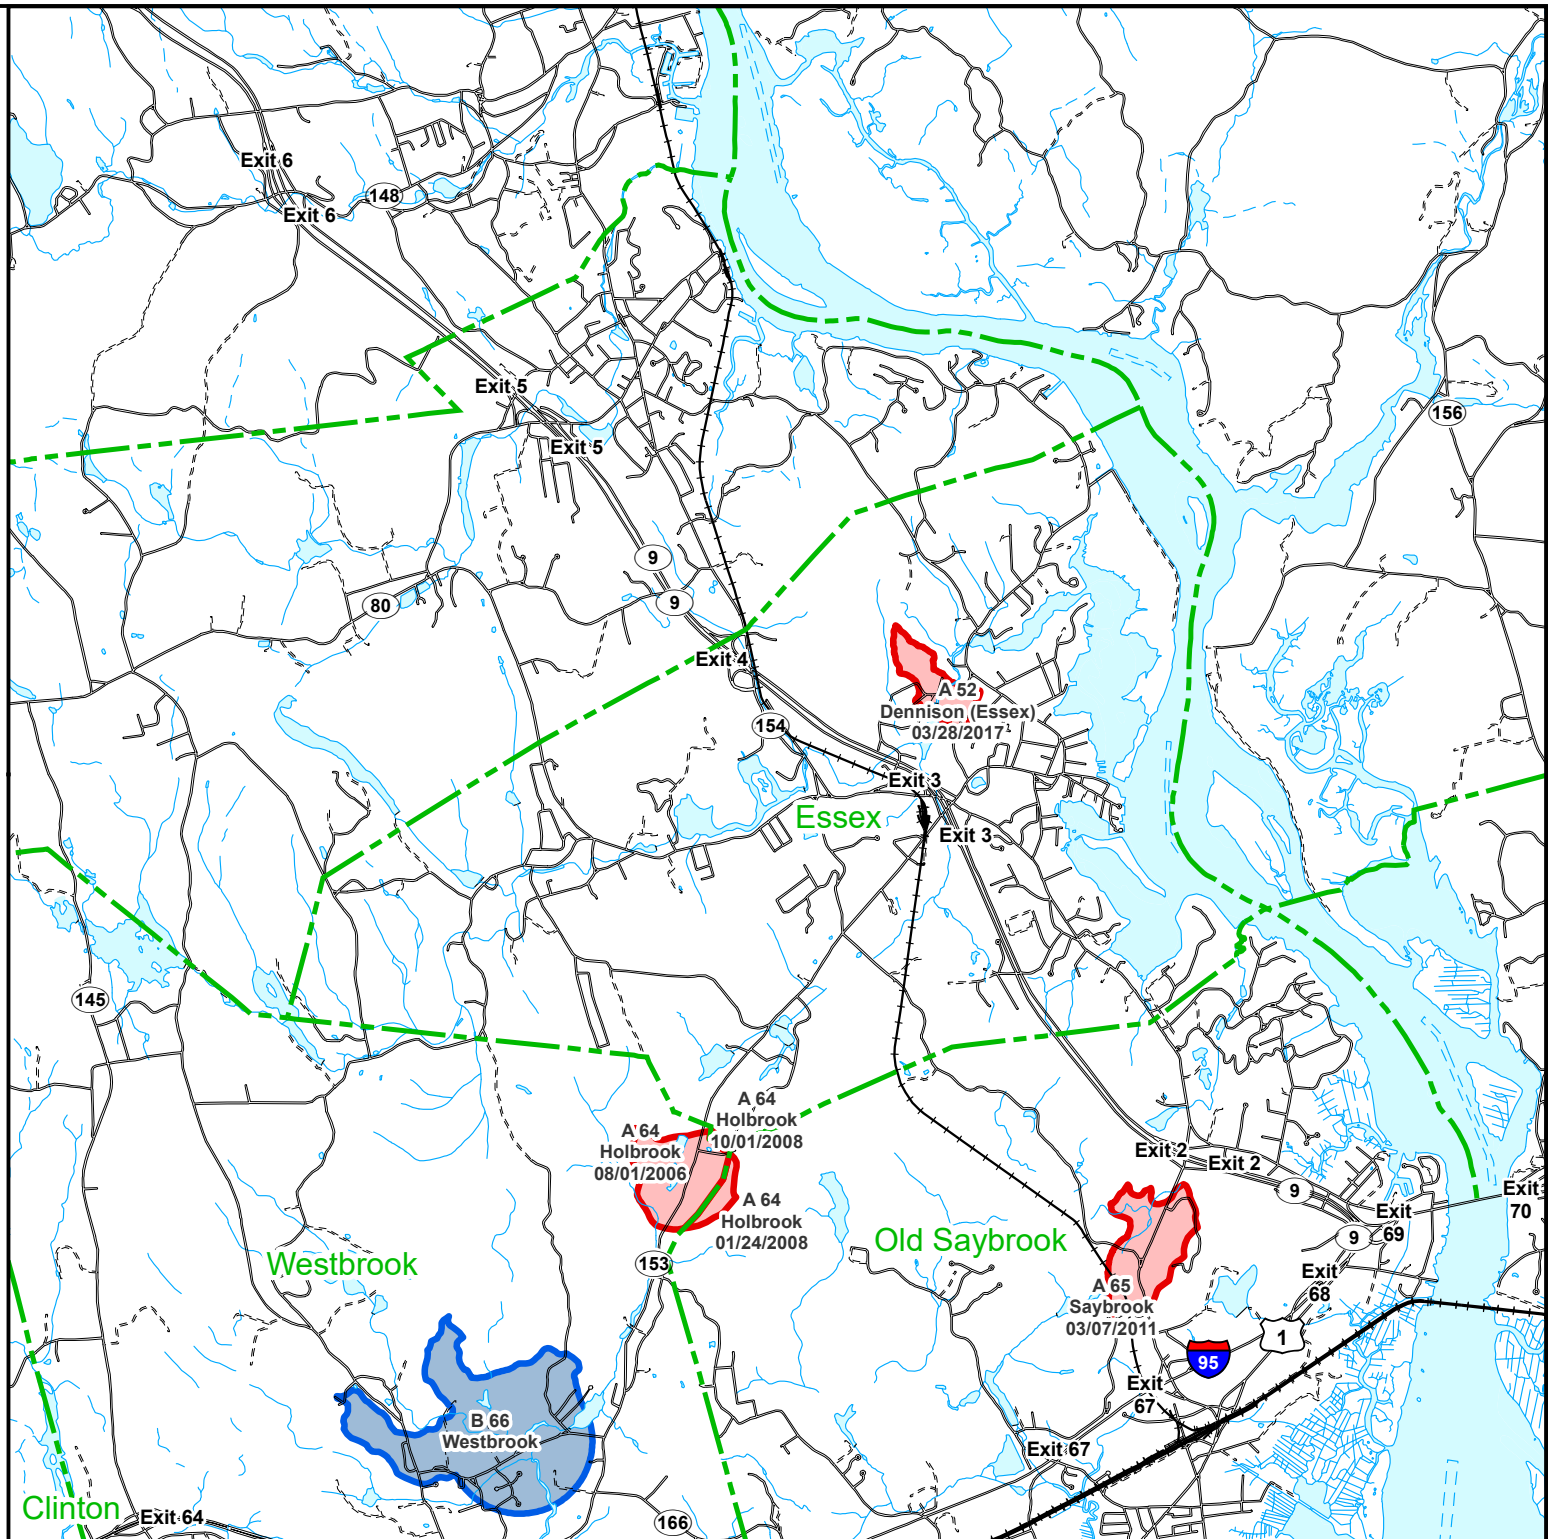 Exit 6
148
Exit 6
Exit 5
156
Exit 5
9
9
80
Exit 4
A 52
Dennison (Essex)
03/28/2017
154
Exit 3
Essex
Exit 3
145
A 64
Holbrook
10/01/2008
A 64
Holbrook
08/01/2006
Exit 2
Exit 2
9
Exit
70
A 64
Holbrook
01/24/2008
Exit
69
9
Old Saybrook
Westbrook
153
Exit
68
A 65
Saybrook
03/07/2011
1
95
Exit
67
B 66
Westbrook
Exit 67
Clinton
Exit 64
166